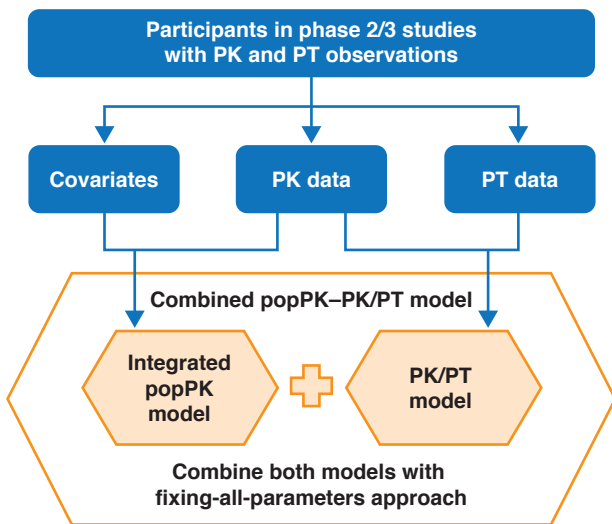 Participants in phase 2/3 studies
with PK and PT observations
Covariates
PK data
PT data
Combined popPK–PK/PT model
Integrated
popPK
model
PK/PT
model
Combine both models with
fixing-all-parameters approach